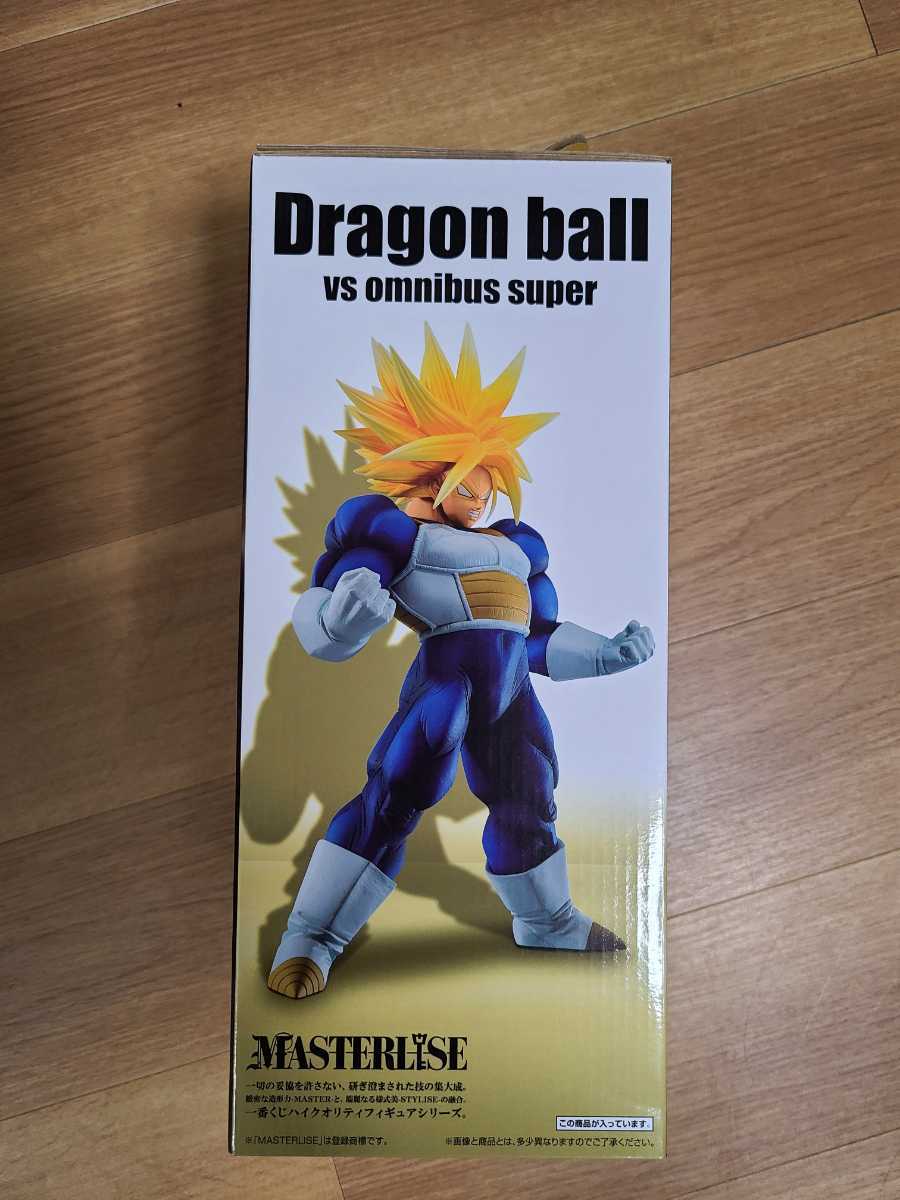 Dragon ball
vs omnibus super
MASTERLISE
一切の妥協を許さない、研ぎ澄まされた技の集大成。
緻密な造形力-MASTER-と、端麗なる様式美-STYLISE-の融合。
一番くじハイクオリティフィギュアシリーズ。
この商品が入っています。
※「MASTERLISE」は登録商標です。
※画像と商品とは、多少異なりますのでご了承ください。